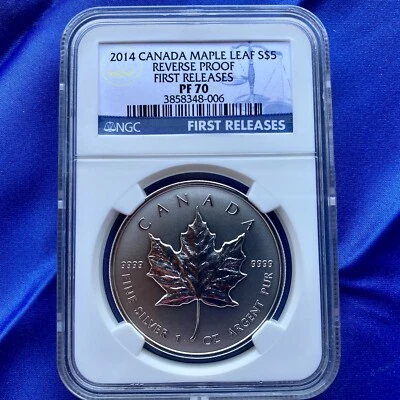 2014 CANADA MAPLE LEAF S$5
REVERSE PROOF
FIRST RELEASES
PF 70
3858348-006
NGC
FIRST RELEASES
CANADA
9999 9999
FINE SILVER 1 OZ ARGENT PUR